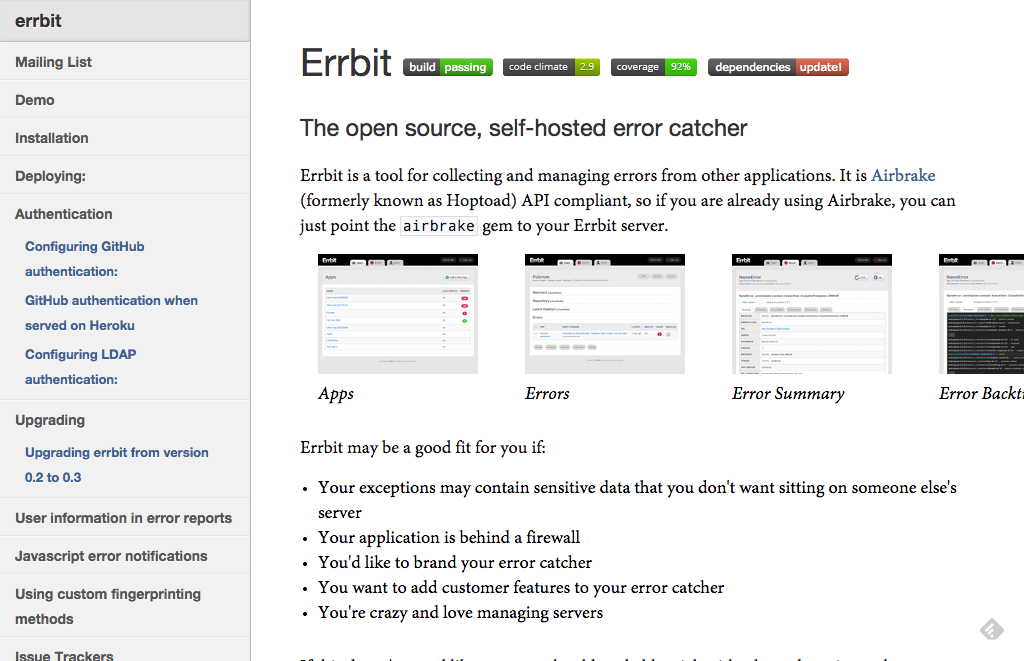 errbit
Mailing List
Demo
Installation
Deploying:
Authentication
Configuring GitHub
authentication:
GitHub authentication when
served on Heroku
Configuring LDAP
authentication:
Upgrading
Upgrading errbit from version
0.2 to 0.3
User information in error reports
Javascript error notifications
Using custom fingerprinting
methods
Issue Trackers
Errbit build passing code climate 2.9 coverage 92% dependencies update!
The open source, self-hosted error catcher
Errbit is a tool for collecting and managing errors from other applications. It is Airbrake
(formerly known as Hoptoad) API compliant, so if you are already using Airbrake, you can
just point the airbrake gem to your Errbit server.
Errbit Errbit Errbit Errbit
Apps Errors Error Summary Error Backt
Errbit may be a good fit for you if:
• Your exceptions may contain sensitive data that you don't want sitting on someone else's
server
• Your application is behind a firewall
• You'd like to brand your error catcher
• You want to add customer features to your error catcher
• You're crazy and love managing servers